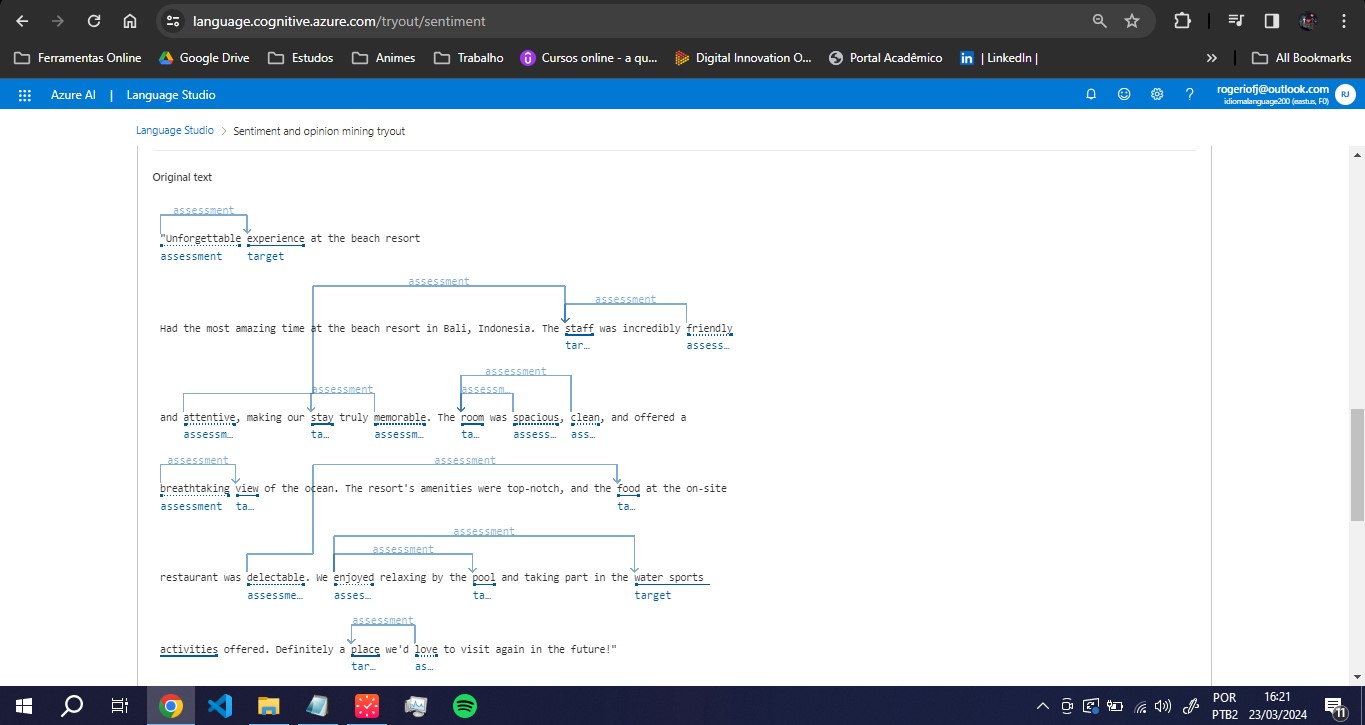 language.cognitive.azure.com/tryout/sentiment
Ferramentas Online Google Drive Estudos Animes Trabalho Cursos online - a qu... Digital Innovation O... Portal Acadêmico | LinkedIn | » All Bookmarks
Azure AI | Language Studio
rogeriofj@outlook.com
idiomalanguage200 (eastus, F0)
RJ
Language Studio > Sentiment and opinion mining tryout
Original text
assessment
"Unforgettable experience at the beach resort
assessment target
assessment
assessment
Had the most amazing time at the beach resort in Bali, Indonesia. The staff was incredibly friendly
tar... assess...
assessment
assessment assessm...
and attentive, making our stay truly memorable. The room was spacious, clean, and offered a
assessm... ta... assessm... ta... assess... ass...
assessment assessment
breathtaking view of the ocean. The resort's amenities were top-notch, and the food at the on-site
assessment ta... ta...
assessment
assessment
restaurant was delectable. We enjoyed relaxing by the pool and taking part in the water sports
assessme... asses... ta... target
assessment
activities offered. Definitely a place we'd love to visit again in the future!"
tar... as...
POR 16:21
PTB2 23/03/2024
11